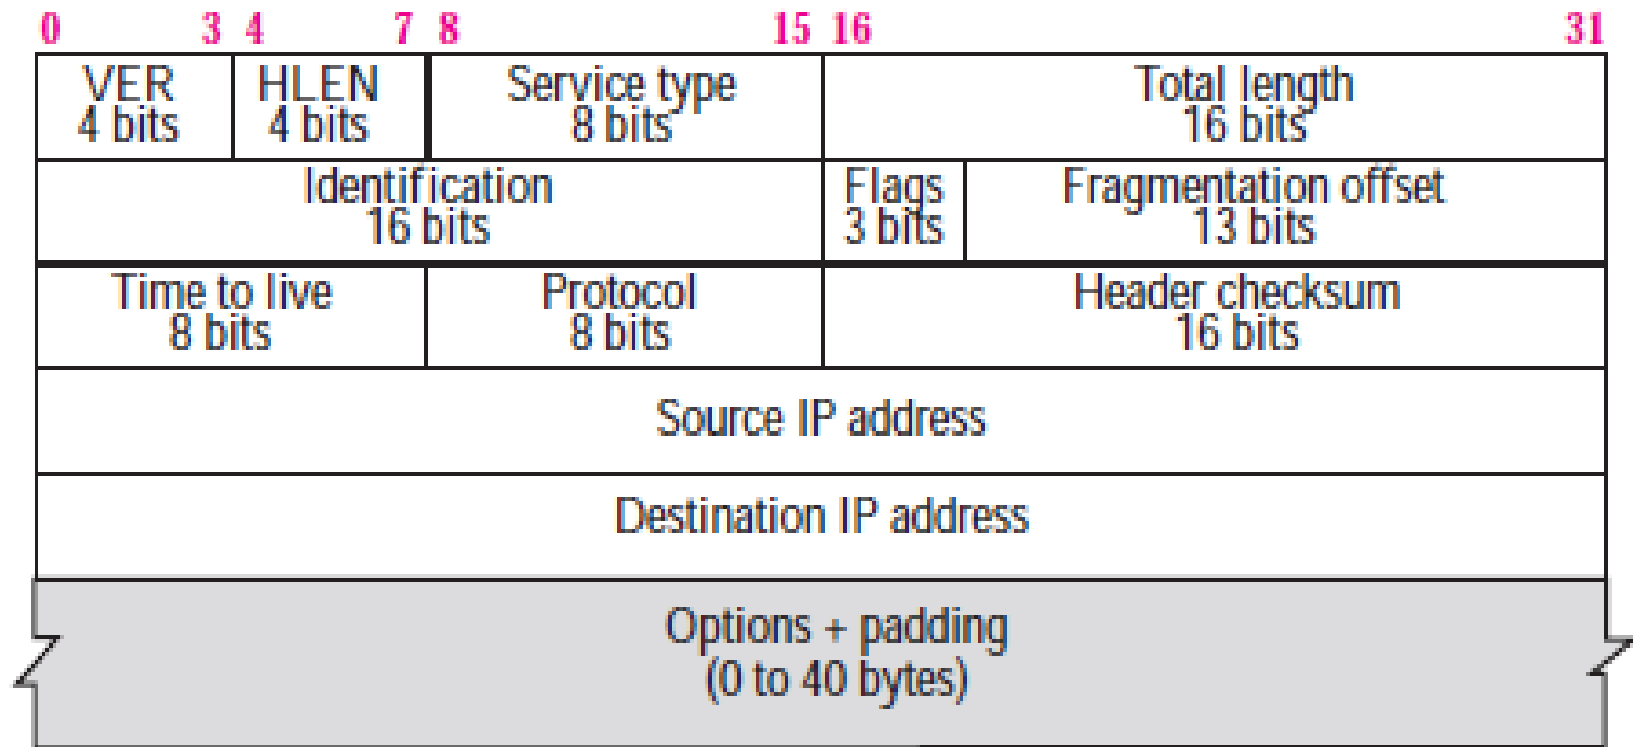 0 3 4 7 8 15 16 31
VER HLEN Service type Total length
4 bits 4 bits 8 bits 16 bits
Identification Flags Fragmentation offset
16 bits 3 bits 13 bits
Time to live Protocol Header checksum
8 bits 8 bits 16 bits
Source IP address
Destination IP address
Options + padding
(0 to 40 bytes)